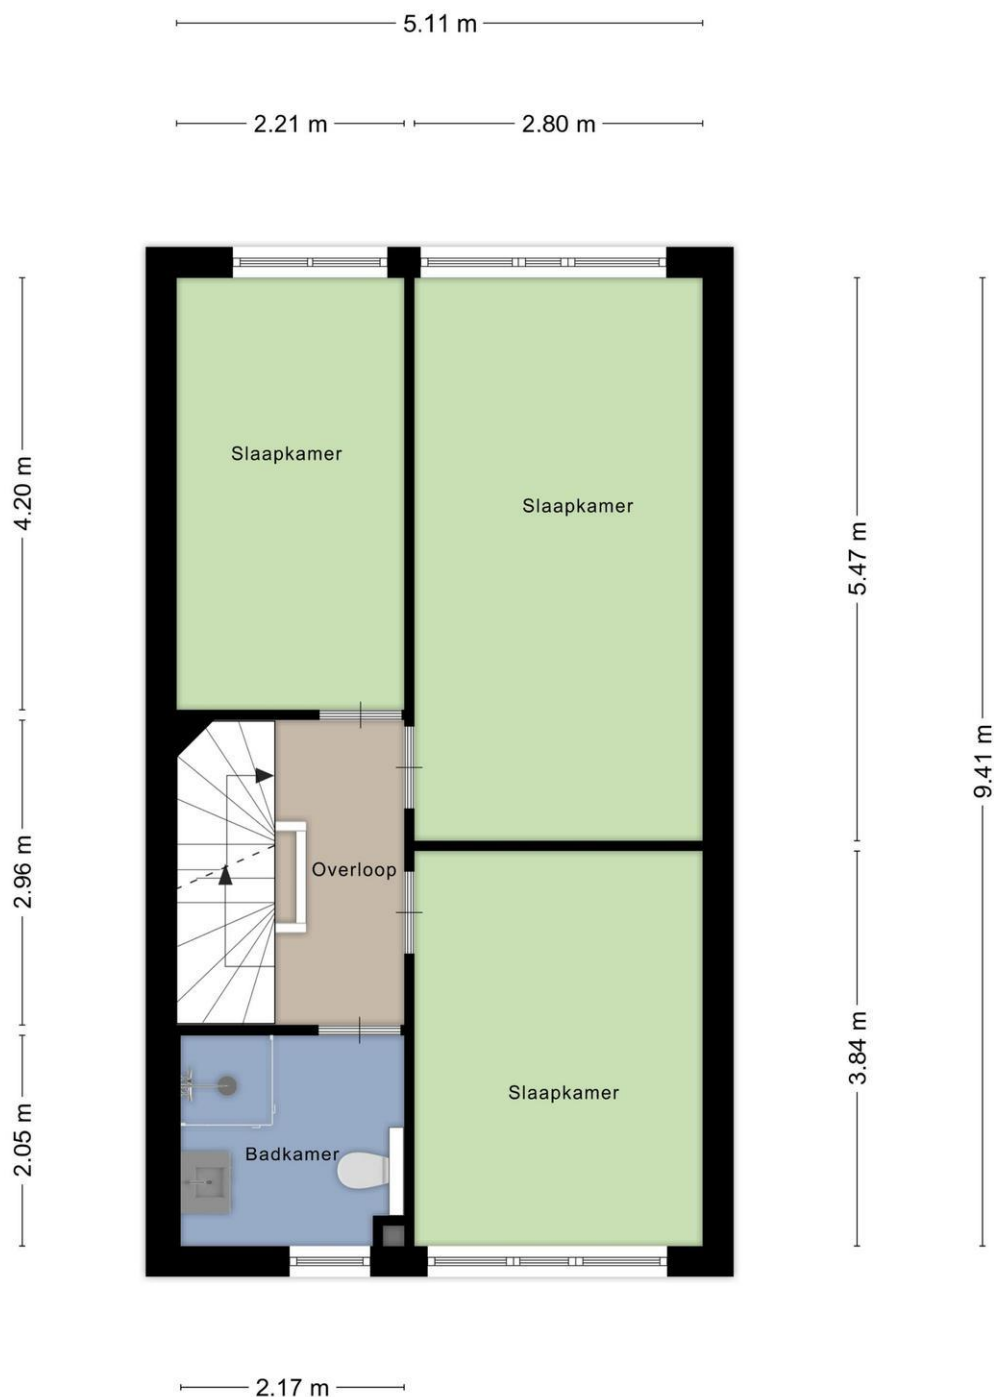 5.11 m
2.21 m
2.80 m
Slaapkamer
4.20 m
Slaapkamer
5.47 m
9.41 m
2.96 m
Overloop
3.84 m
Slaapkamer
2.05 m
Badkamer
2.17 m